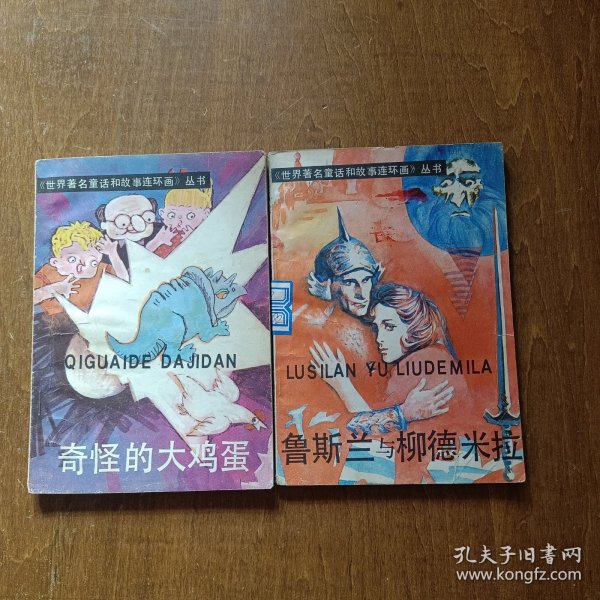 《世界著名童话和故事连环画》丛书
QIGUAIDE DAJIDAN
奇怪的大鸡蛋
《世界著名童话和故事连环画》丛书
LUSILAN YU LIUDEMILA
鲁斯兰与柳德米拉
孔夫子旧书网
www.kongfz.com